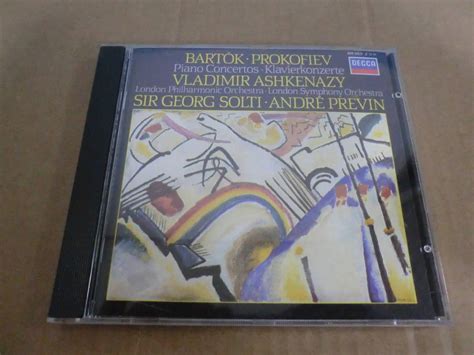 BARTÓK · PROKOFIEV
Piano Concertos · Klavierkonzerte
VLADIMIR ASHKENAZY
London Philharmonic Orchestra · London Symphony Orchestra
SIR GEORG SOLTI · ANDRÉ PREVIN
DECCA